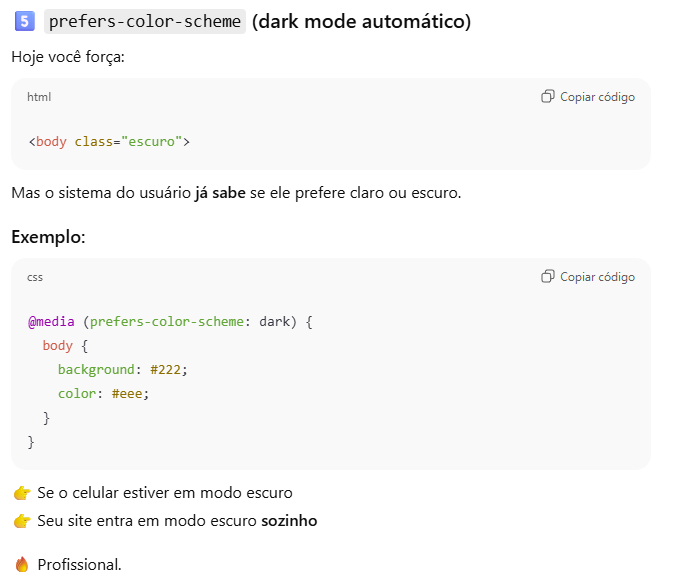 5 prefers-color-scheme (dark mode automático)
Hoje você força:
html
Copiar código
<body class="escuro">
Mas o sistema do usuário já sabe se ele prefere claro ou escuro.
Exemplo:
css
Copiar código
@media (prefers-color-scheme: dark) {
  body {
    background: #222;
    color: #eee;
  }
}
👉 Se o celular estiver em modo escuro
👉 Seu site entra em modo escuro sozinho
🔥 Profissional.